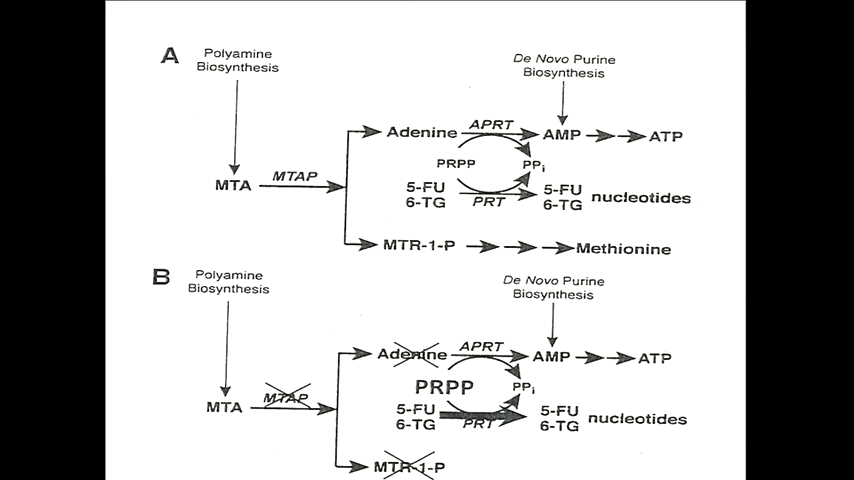 A
Polyamine
Biosynthesis
De Novo Purine
Biosynthesis
Adenine APRT AMP ATP
PRPP PPi
MTA MTAP
5-FU 5-FU
6-TG PRT 6-TG nucleotides
MTR-1-P Methionine
B
Polyamine
Biosynthesis
De Novo Purine
Biosynthesis
Adenine APRT AMP ATP
PRPP PPi
MTA MTAP
5-FU 5-FU
6-TG PRT 6-TG nucleotides
MTR-1-P